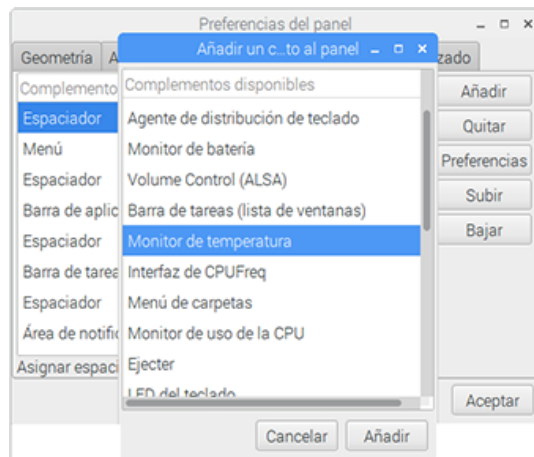 Preferencias del panel
Añadir un c...to al panel
Geometría
A
zado
Complemento
Espaciador
Menú
Espaciador
Barra de aplic
Espaciador
Barra de tarea
Espaciador
Área de notific
Asignar espaci
Complementos disponibles
Agente de distribución de teclado
Monitor de batería
Volume Control (ALSA)
Barra de tareas (lista de ventanas)
Monitor de temperatura
Interfaz de CPUFreq
Menú de carpetas
Monitor de uso de la CPU
Ejecter
LED del teclado
Cancelar
Añadir
Añadir
Quitar
Preferencias
Subir
Bajar
Aceptar